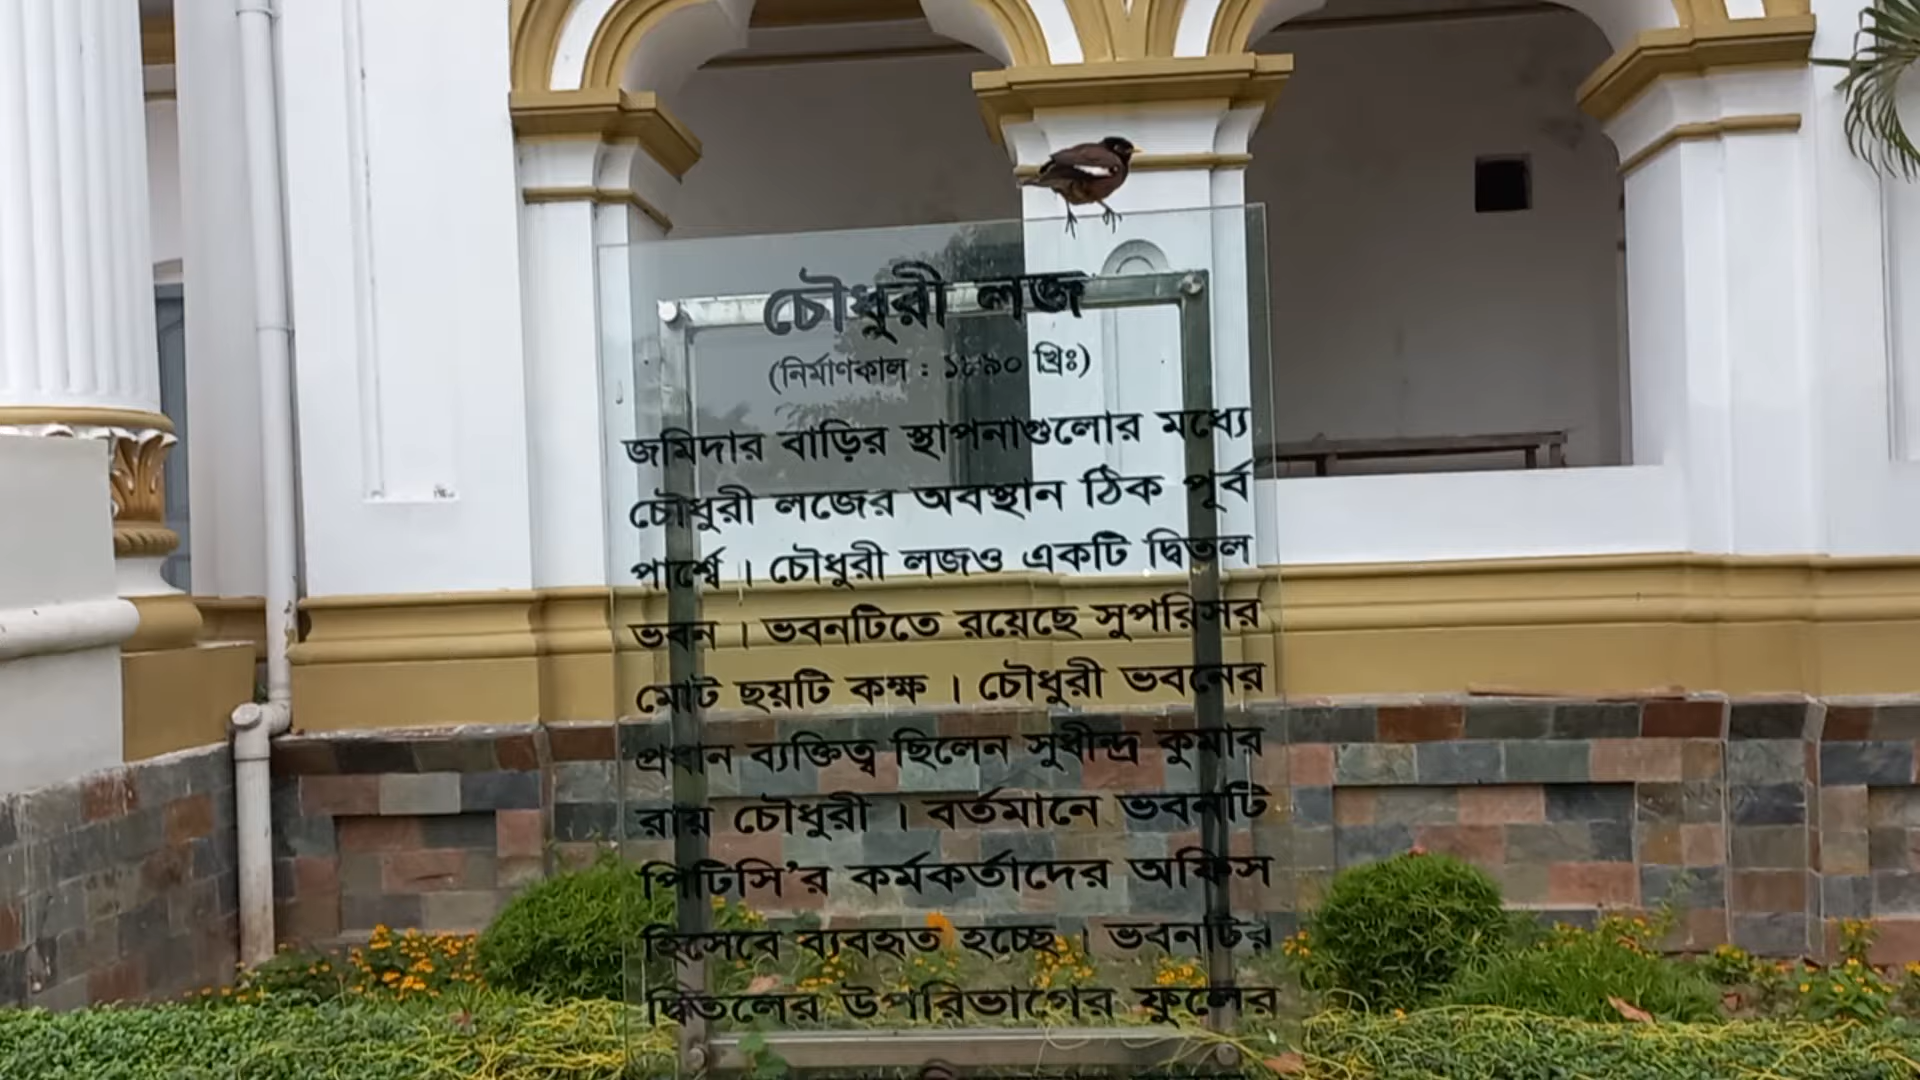 চৌধুরী লজ
(নির্মাণকাল : ১৮৯০ খ্রিঃ)
জমিদার বাড়ির স্থাপনাগুলোর মধ্যে
চৌধুরী লজের অবস্থান ঠিক পূর্ব
পার্শ্বে । চৌধুরী লজও একটি দ্বিতল
ভবন । ভবনটিতে রয়েছে সুপরিসর
মোট ছয়টি কক্ষ । চৌধুরী ভবনের
প্রধান ব্যক্তিত্ব ছিলেন সুধীন্দ্র কুমার
রায় চৌধুরী । বর্তমানে ভবনটি
পিটিসি’র কর্মকর্তাদের অফিস
হিসেবে ব্যবহৃত হচ্ছে । ভবনটির
দ্বিতলের উপরিভাগের ফুলের